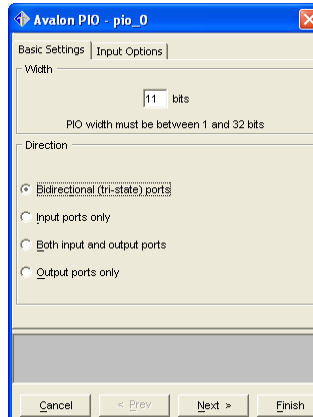 Avalon PIO - pio_0
Basic Settings Input Options
Width
11 bits
PIO width must be between 1 and 32 bits
Direction
Bidirectional (tri-state) ports
Input ports only
Both input and output ports
Output ports only
Cancel < Prev Next > Finish